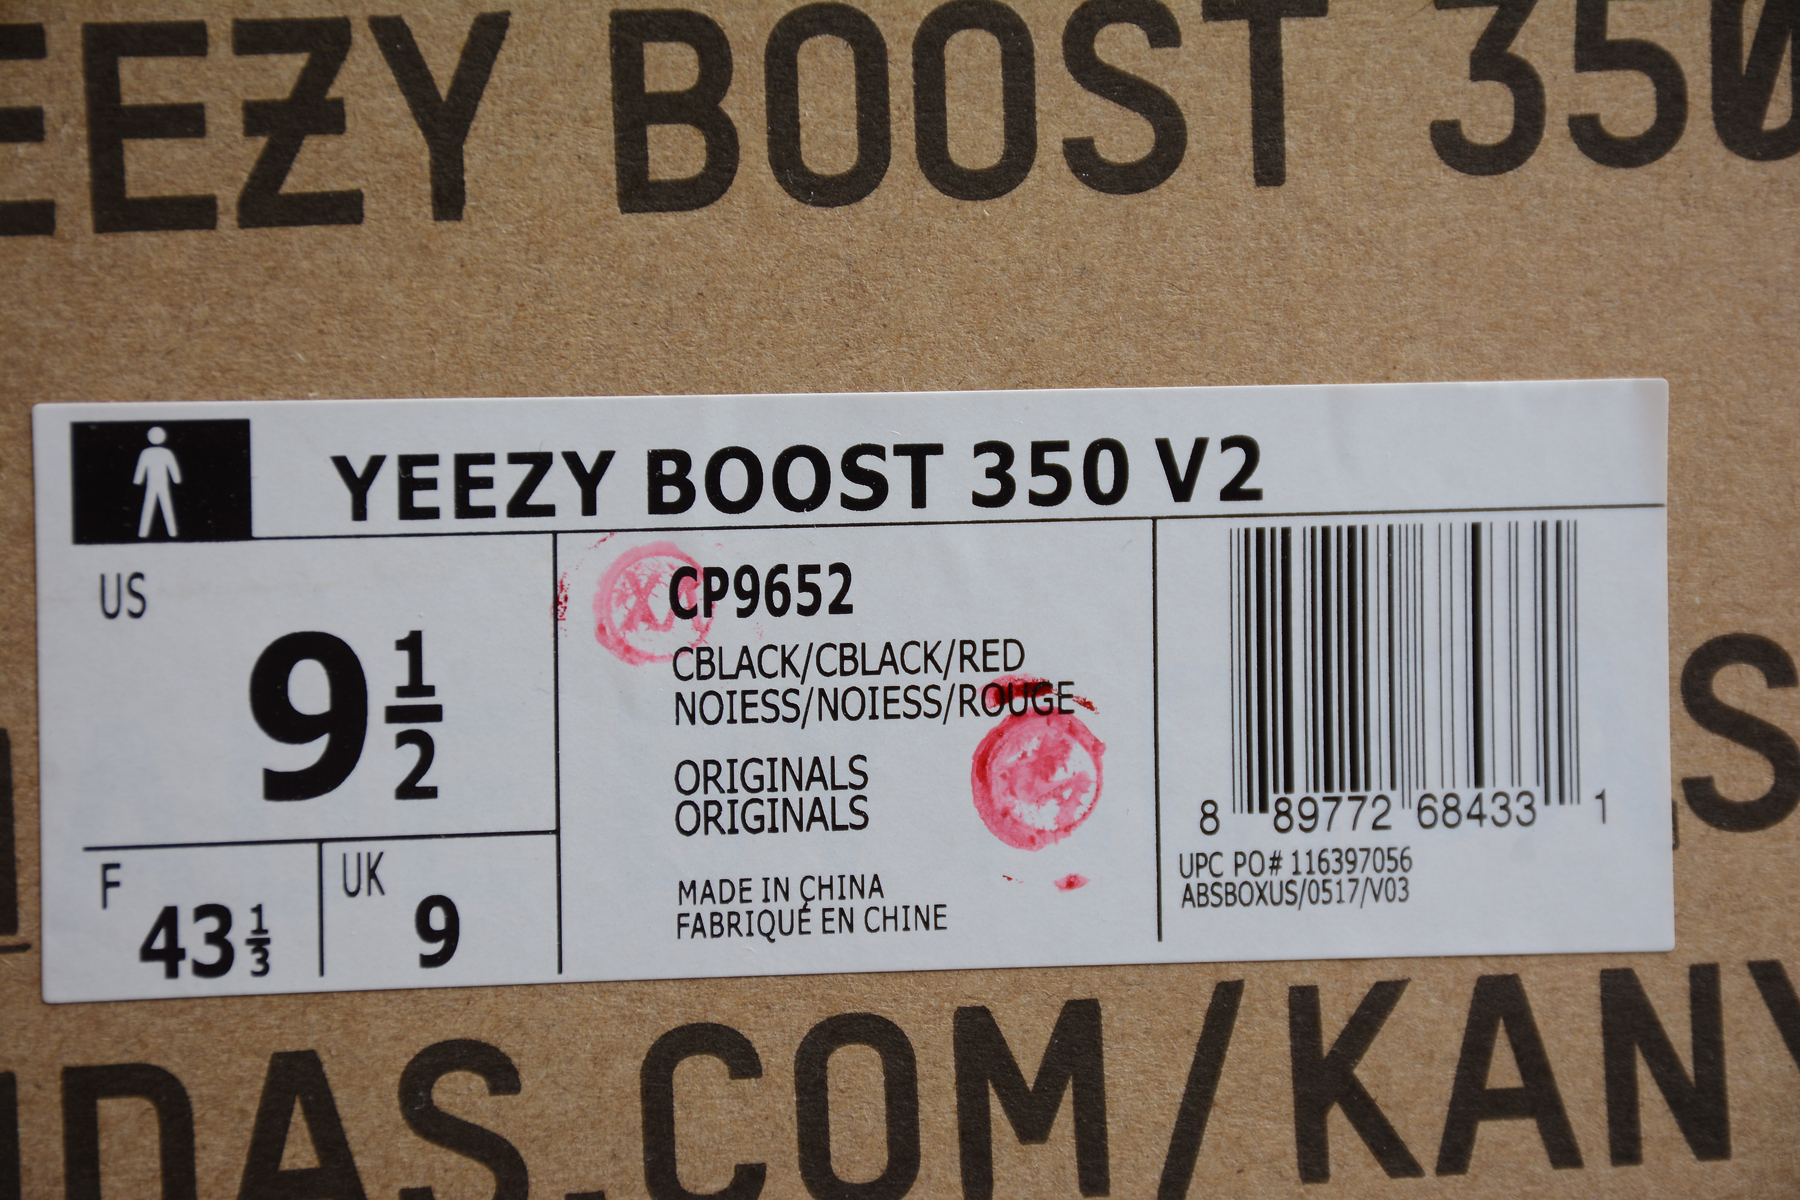 EEZY BOOST 350
YEEZY BOOST 350 V2
US
9 1/2
F
43 1/3
UK
9
CP9652
CBLACK/CBLACK/RED
NOIESS/NOIESS/ROUGE
ORIGINALS
ORIGINALS
MADE IN CHINA
FABRIQUÉ EN CHINE
8 89772 68433 1
UPC PO# 116397056
ABSBOXUS/0517/V03
S
IDAS.COM/KANY